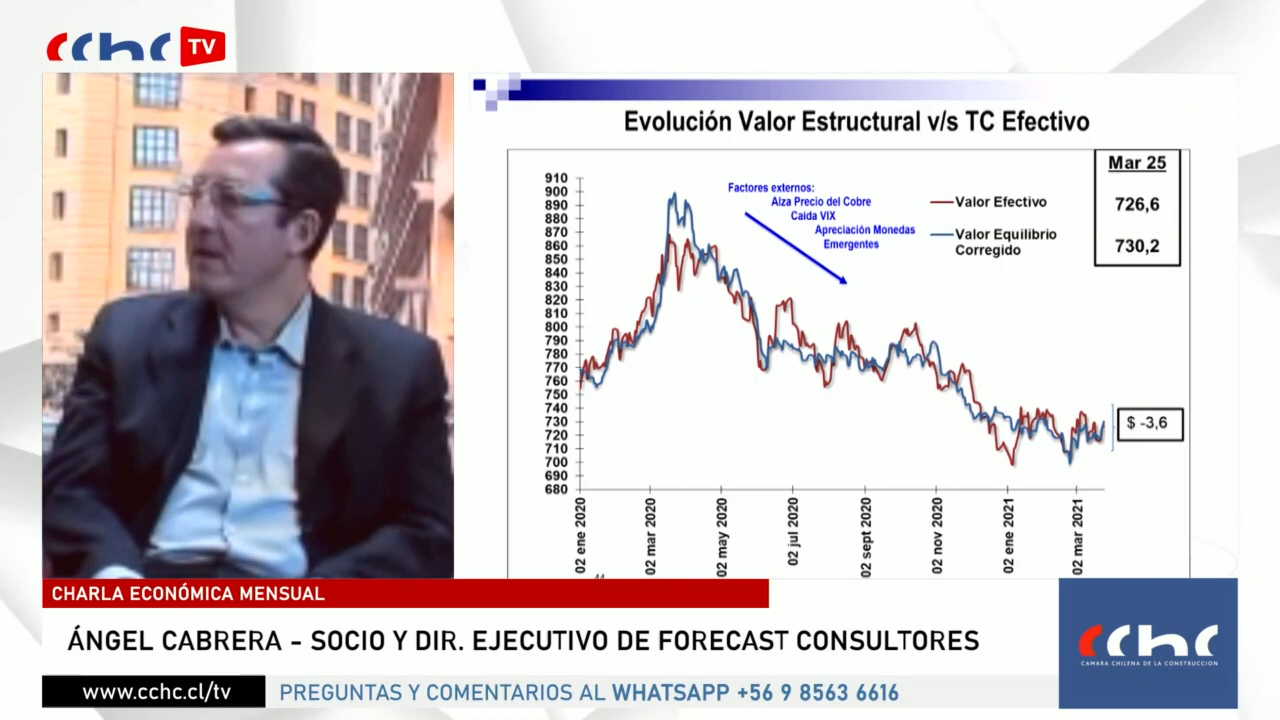 cchc TV
Evolución Valor Estructural v/s TC Efectivo
Mar 25
726,6
730,2
Factores externos:
Alza Precio del Cobre
Caida VIX
Apreciación Monedas
Emergentes
Valor Efectivo
Valor Equilibrio
Corregido
910
900
890
880
870
860
850
840
830
820
810
800
790
780
770
760
750
740
730
720
710
700
690
680
$ -3,6
02 ene 2020
02 mar 2020
02 may 2020
02 jul 2020
02 sept 2020
02 nov 2020
02 ene 2021
02 mar 2021
CHARLA ECONÓMICA MENSUAL
ÁNGEL CABRERA – SOCIO Y DIR. EJECUTIVO DE FORECAST CONSULTORES
cchc
CAMARA CHILENA DE LA CONSTRUCCION
www.cchc.cl/tv
PREGUNTAS Y COMENTARIOS AL WHATSAPP +56 9 8563 6616